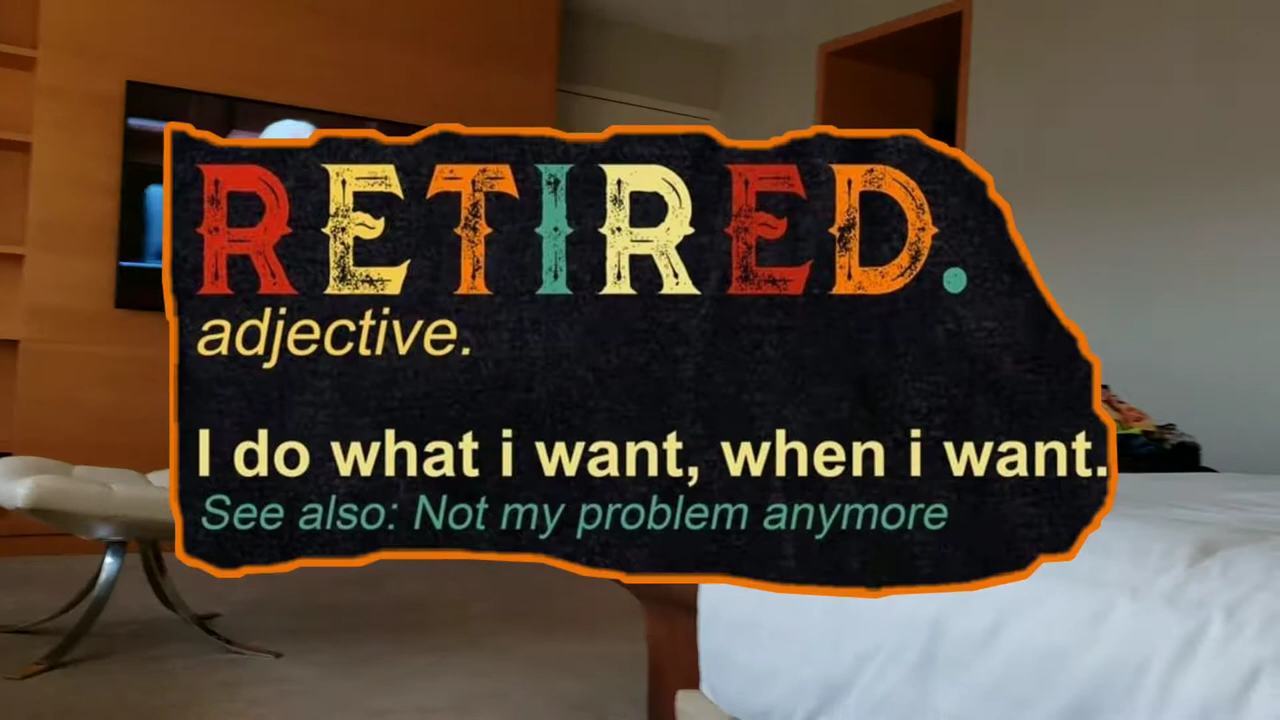 RETIRED.
adjective.
I do what i want, when i want.
See also: Not my problem anymore